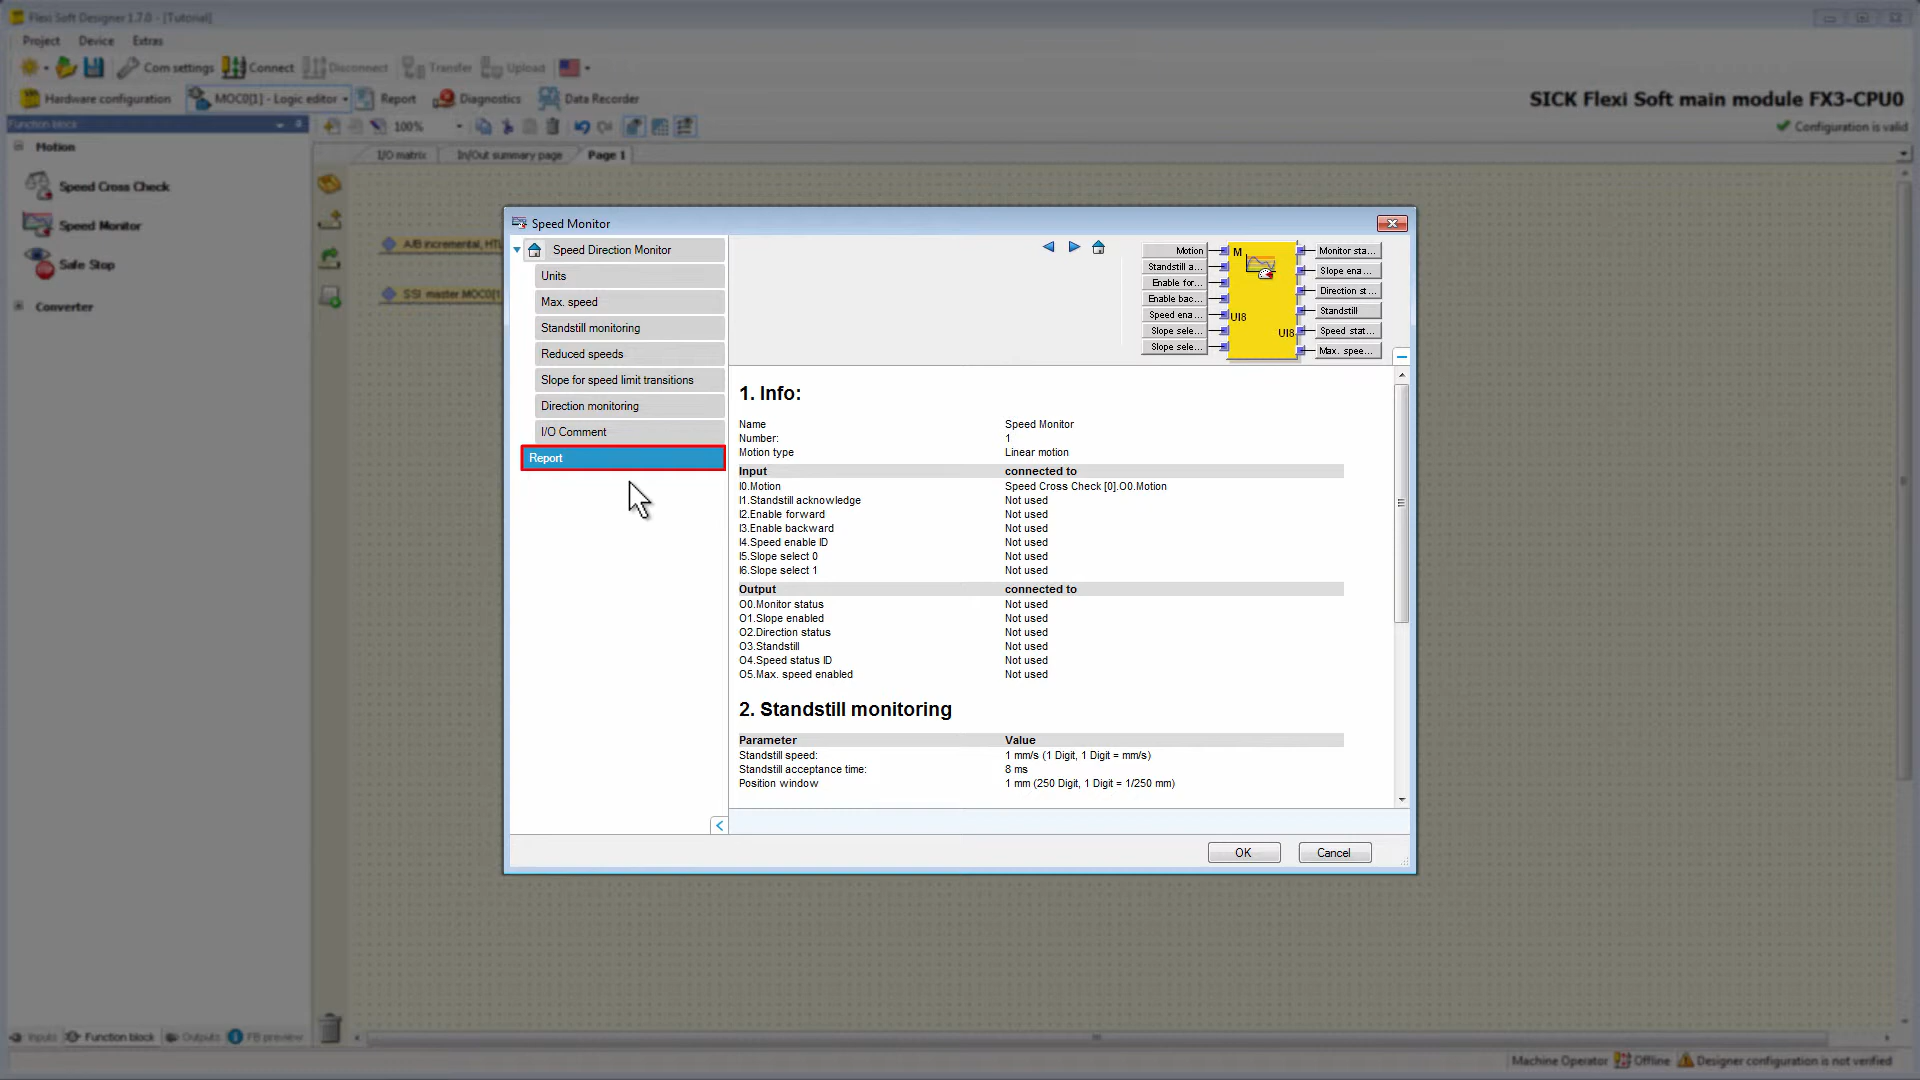 Flexi Soft Designer 1.7.0 - [Tutorial]
Project Device Extras
Com settings Connect Disconnect Transfer Upload
Hardware configuration MOC0[1] - Logic editor Report Diagnostics Data Recorder
SICK Flexi Soft main module FX3-CPU0
Function block
100%
Configuration is valid
Motion
I/O matrix In/Out summary page Page 1
Speed Cross Check
Speed Monitor
Safe Stop
Converter
A/B incremental, HTL
SSI master.MOC0[1
Speed Monitor
Speed Direction Monitor
Units
Max. speed
Standstill monitoring
Reduced speeds
Slope for speed limit transitions
Direction monitoring
I/O Comment
Report
Motion
Standstill a...
Enable for...
Enable bac...
Speed ena...
Slope sele...
Slope sele...
M
UI8
UI8
Monitor sta...
Slope ena...
Direction st...
Standstill
Speed stat...
Max. spee...
1. Info:
Name Speed Monitor
Number: 1
Motion type Linear motion
Input connected to
I0.Motion Speed Cross Check [0].O0.Motion
I1.Standstill acknowledge Not used
I2.Enable forward Not used
I3.Enable backward Not used
I4.Speed enable ID Not used
I5.Slope select 0 Not used
I6.Slope select 1 Not used
Output connected to
O0.Monitor status Not used
O1.Slope enabled Not used
O2.Direction status Not used
O3.Standstill Not used
O4.Speed status ID Not used
O5.Max. speed enabled Not used
2. Standstill monitoring
Parameter Value
Standstill speed: 1 mm/s (1 Digit, 1 Digit = mm/s)
Standstill acceptance time: 8 ms
Position window 1 mm (250 Digit, 1 Digit = 1/250 mm)
OK Cancel
Inputs Function block Outputs FB preview
Machine Operator Offline Designer configuration is not verified